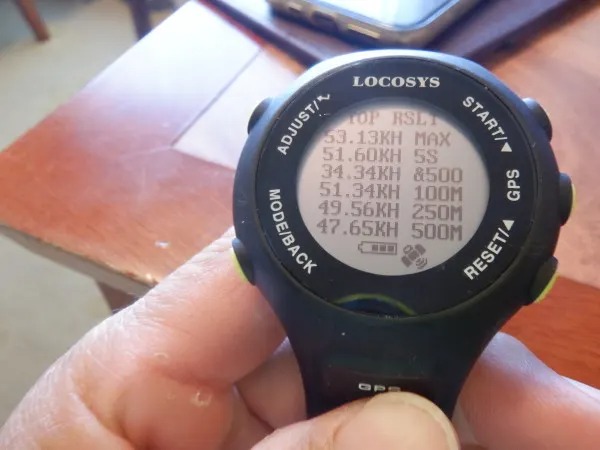 LOCOSYS
ADJUST/
START/◀
TOP RSLT
53.13KH MAX
51.60KH 5S
34.34KH &500
51.34KH 100M
49.56KH 250M
47.65KH 500M
GPS
MODE/BACK
RESET/▲
GPS